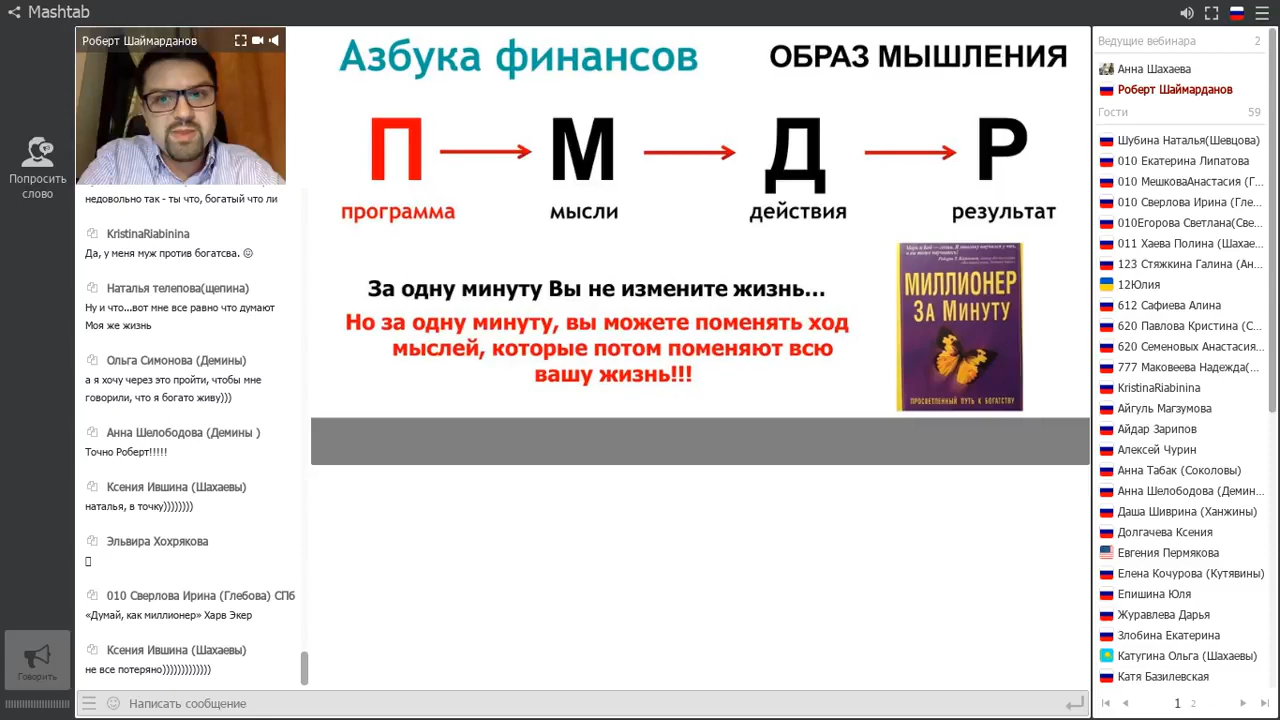 Mashtab
Роберт Шаймарданов
Попросить
слово
Говорить
недовольно так - ты что, богатый что ли
KristinaRiabinina
Да, у меня муж против богатсва. ☺
Наталья телепова(щепина)
Ну и что...вот мне все равно что думают
Моя же жизнь
Ольга Симонова (Демины)
а я хочу через это пройти, чтобы мне
говорили, что я богато живу)))
Анна Шелободова (Демины )
Точно Роберт!!!!!
Ксения Ившина (Шахаевы)
наталья, в точку))))))))
Эльвира Хохрякова
010 Сверлова Ирина (Глебова) СПб
«Думай, как миллионер» Харв Экер
Ксения Ившина (Шахаевы)
не все потеряно)))))))))))))
Написать сообщение
Азбука финансов
ОБРАЗ МЫШЛЕНИЯ
П М Д Р
программа мысли действия результат
За одну минуту Вы не измените жизнь...
Но за одну минуту, вы можете поменять ход
мыслей, которые потом поменяют всю
вашу жизнь!!!
МИЛЛИОНЕР
ЗА МИНУТУ
ПРОСВЕТЛЕННЫЙ ПУТЬ К БОГАТСТВУ
Ведущие вебинара 2
Анна Шахаева
Роберт Шаймарданов
Гости 59
Шубина Наталья(Шевцова)
010 Екатерина Липатова
010 МешковаАнастасия (Г...
010 Сверлова Ирина (Гле...
010Егорова Светлана(Све...
011 Хаева Полина (Шахае...
123 Стяжкина Галина (Ан...
12Юлия
612 Сафиева Алина
620 Павлова Кристина (С...
620 Семеновых Анастасия...
777 Маковеева Надежда(...
KristinaRiabinina
Айгуль Магзумова
Айдар Зарипов
Алексей Чурин
Анна Табак (Соколовы)
Анна Шелободова (Демин...
Даша Шиврина (Ханжины)
Долгачева Ксения
Евгения Пермякова
Елена Кочурова (Кутявины)
Епишина Юля
Журавлева Дарья
Злобина Екатерина
Катугина Ольга (Шахаевы)
Катя Базилевская
1 2